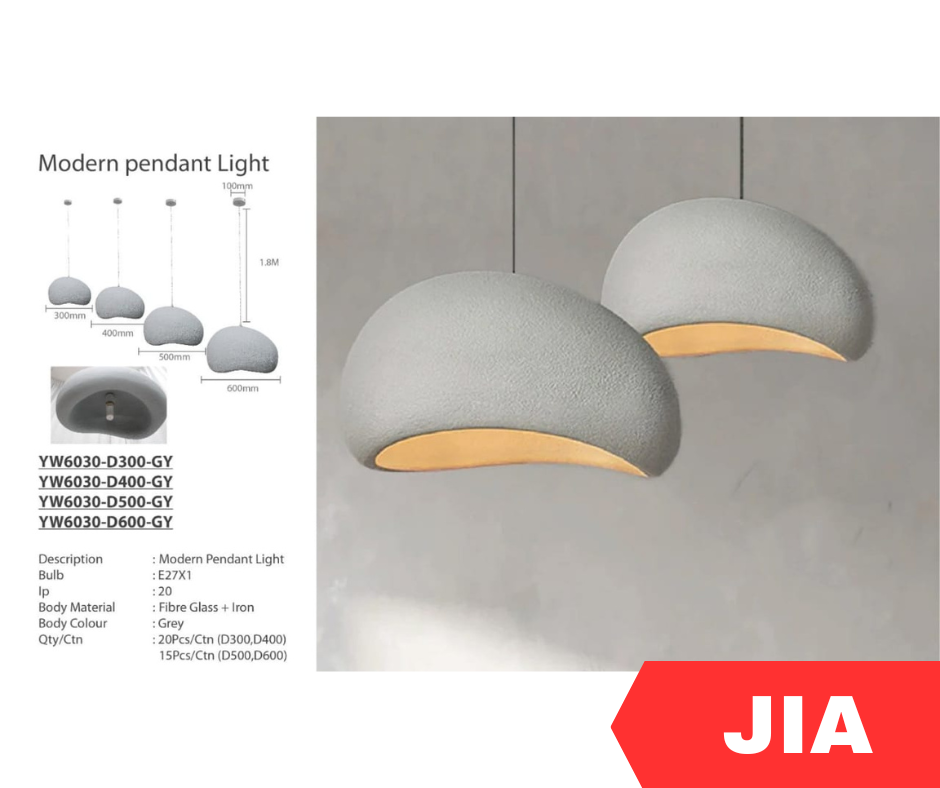 Modern pendant Light
100mm
1.8M
300mm
400mm
500mm
600mm
YW6030-D300-GY
YW6030-D400-GY
YW6030-D500-GY
YW6030-D600-GY
Description : Modern Pendant Light
Bulb : E27X1
Ip : 20
Body Material : Fibre Glass + Iron
Body Colour : Grey
Qty/Ctn : 20Pcs/Ctn (D300,D400)
15Pcs/Ctn (D500,D600)
JIA